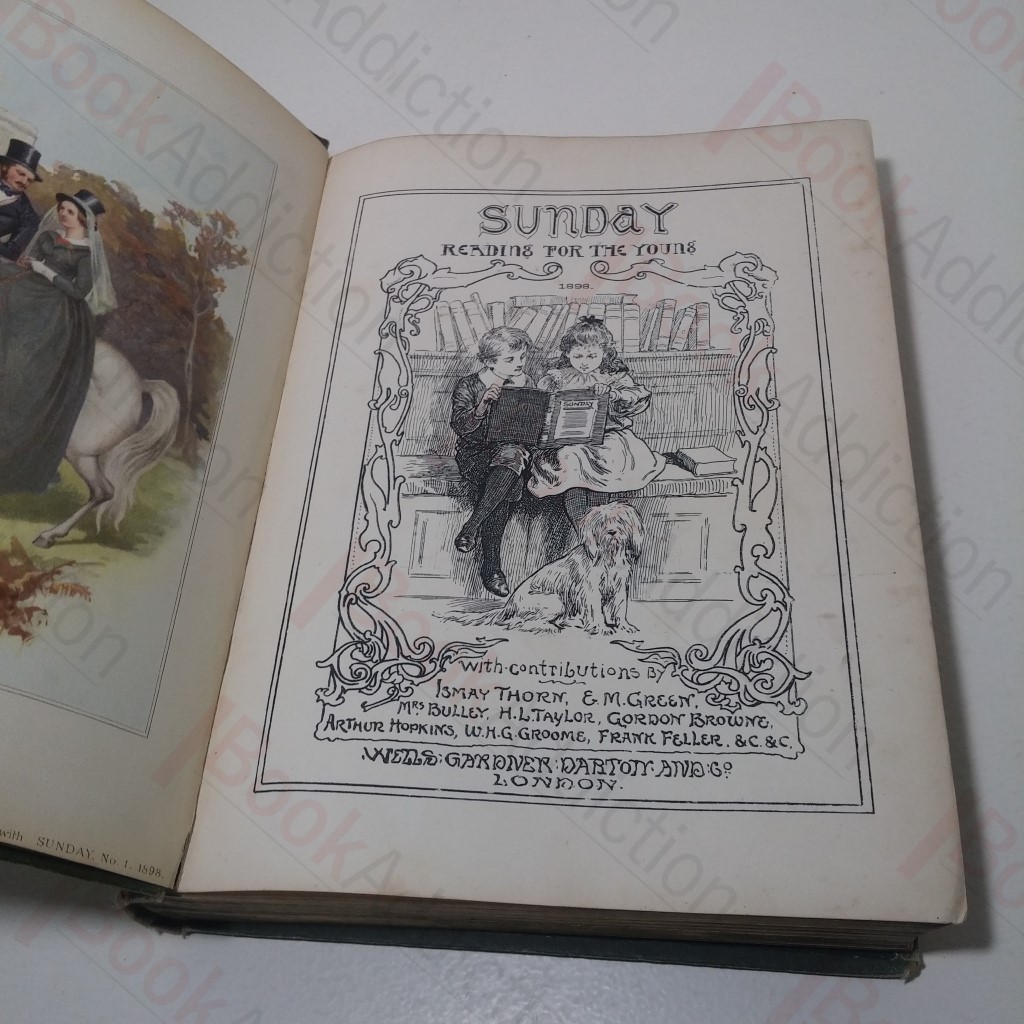 SUNDAY
READING FOR THE YOUNG
1898.
SUNDAY
with contributions by
ISMAY THORN, E. M. GREEN,
MRS BULLEY, H. L. TAYLOR, GORDON BROWNE,
ARTHUR HOPKINS, W. H. G. GROOME, FRANK FELLER, &C. &C.
WELLS: GARDNER: DARTON: AND: Co
LONDON.
with SUNDAY, No. 1, 1898.
BookAddiction